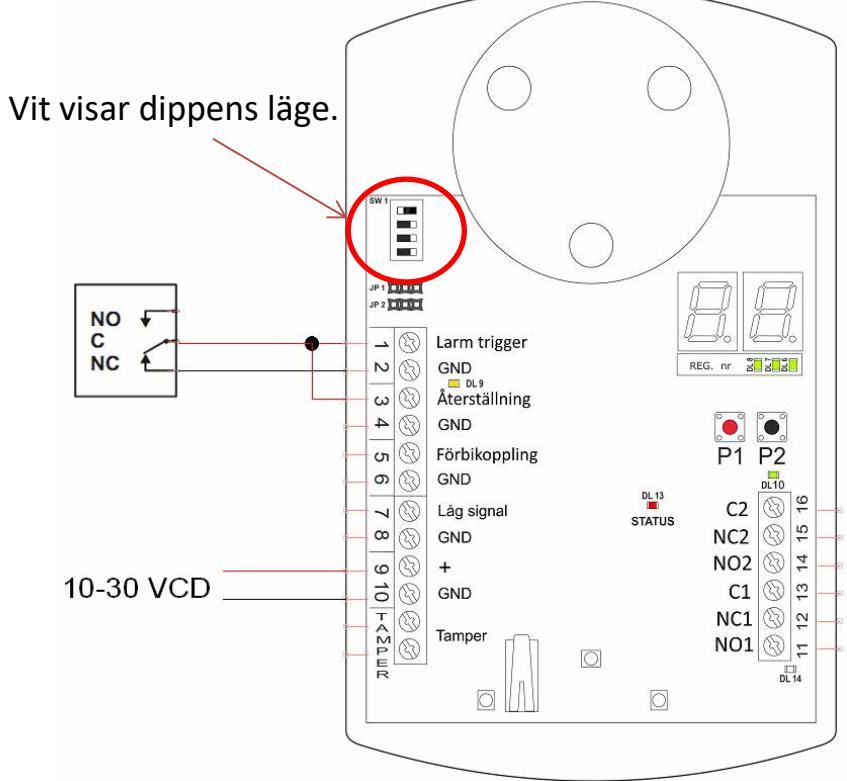 Vit visar dippens läge.
SW 1
JP 1
JP 2
NO
C
NC
1 Larm trigger
2 GND
DL 9
3 Återställning
4 GND
5 Förbikoppling
6 GND
7 Låg signal
8 GND
10-30 VCD
9 +
10 GND
TAMPER
Tamper
REG. nr
DL 8
DL 7
DL 6
P1 P2
DL10
DL 13
STATUS
C2 16
NC2 15
NO2 14
C1 13
NC1 12
NO1 11
DL 14